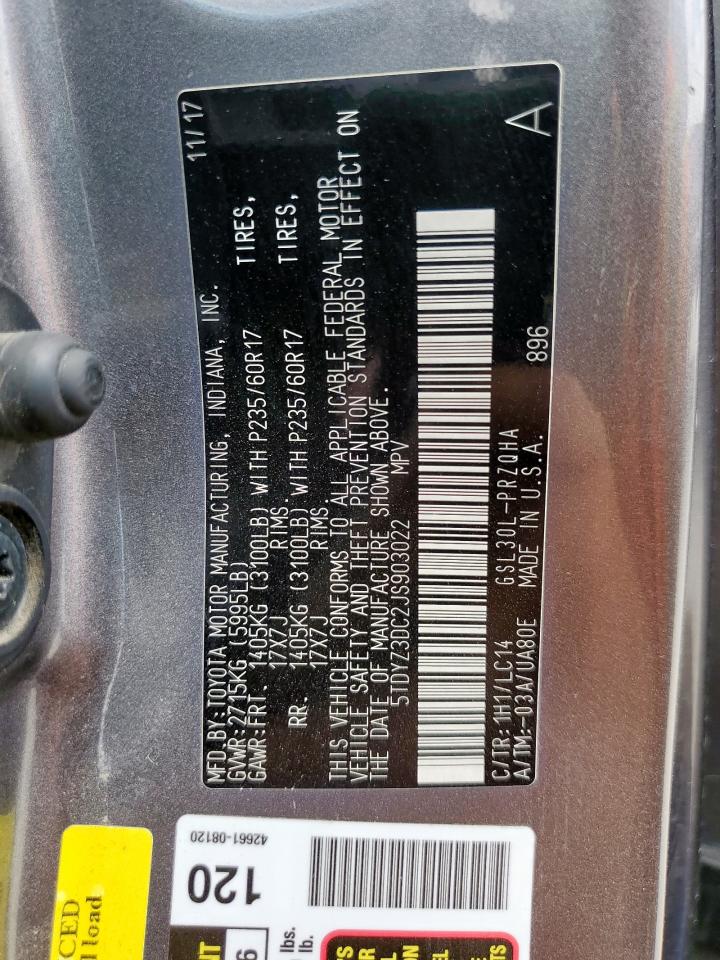 11/17
MFD BY:TOYOTA MOTOR MANUFACTURING, INDIANA, INC.
GVWR:2715KG (5995LB)
GAWR:FRT. 1405KG (3100LB) WITH P235/60R17 TIRES,
17X7J RIMS.
RR. 1405KG (3100LB) WITH P235/60R17 TIRES,
17X7J RIMS
THIS VEHICLE CONFORMS TO ALL APPLICABLE FEDERAL MOTOR
VEHICLE SAFETY AND THEFT PREVENTION STANDARDS IN EFFECT ON
THE DATE OF MANUFACTURE SHOWN ABOVE.
5TDYZ3DC2JS903022 MPV
C/TR:1H1/LC14 GSL30L-PRZQHA
A/TM:-03A/UA80E MADE IN U.S.A. 896 A
42661-08120
120
lbs.
lb.
load